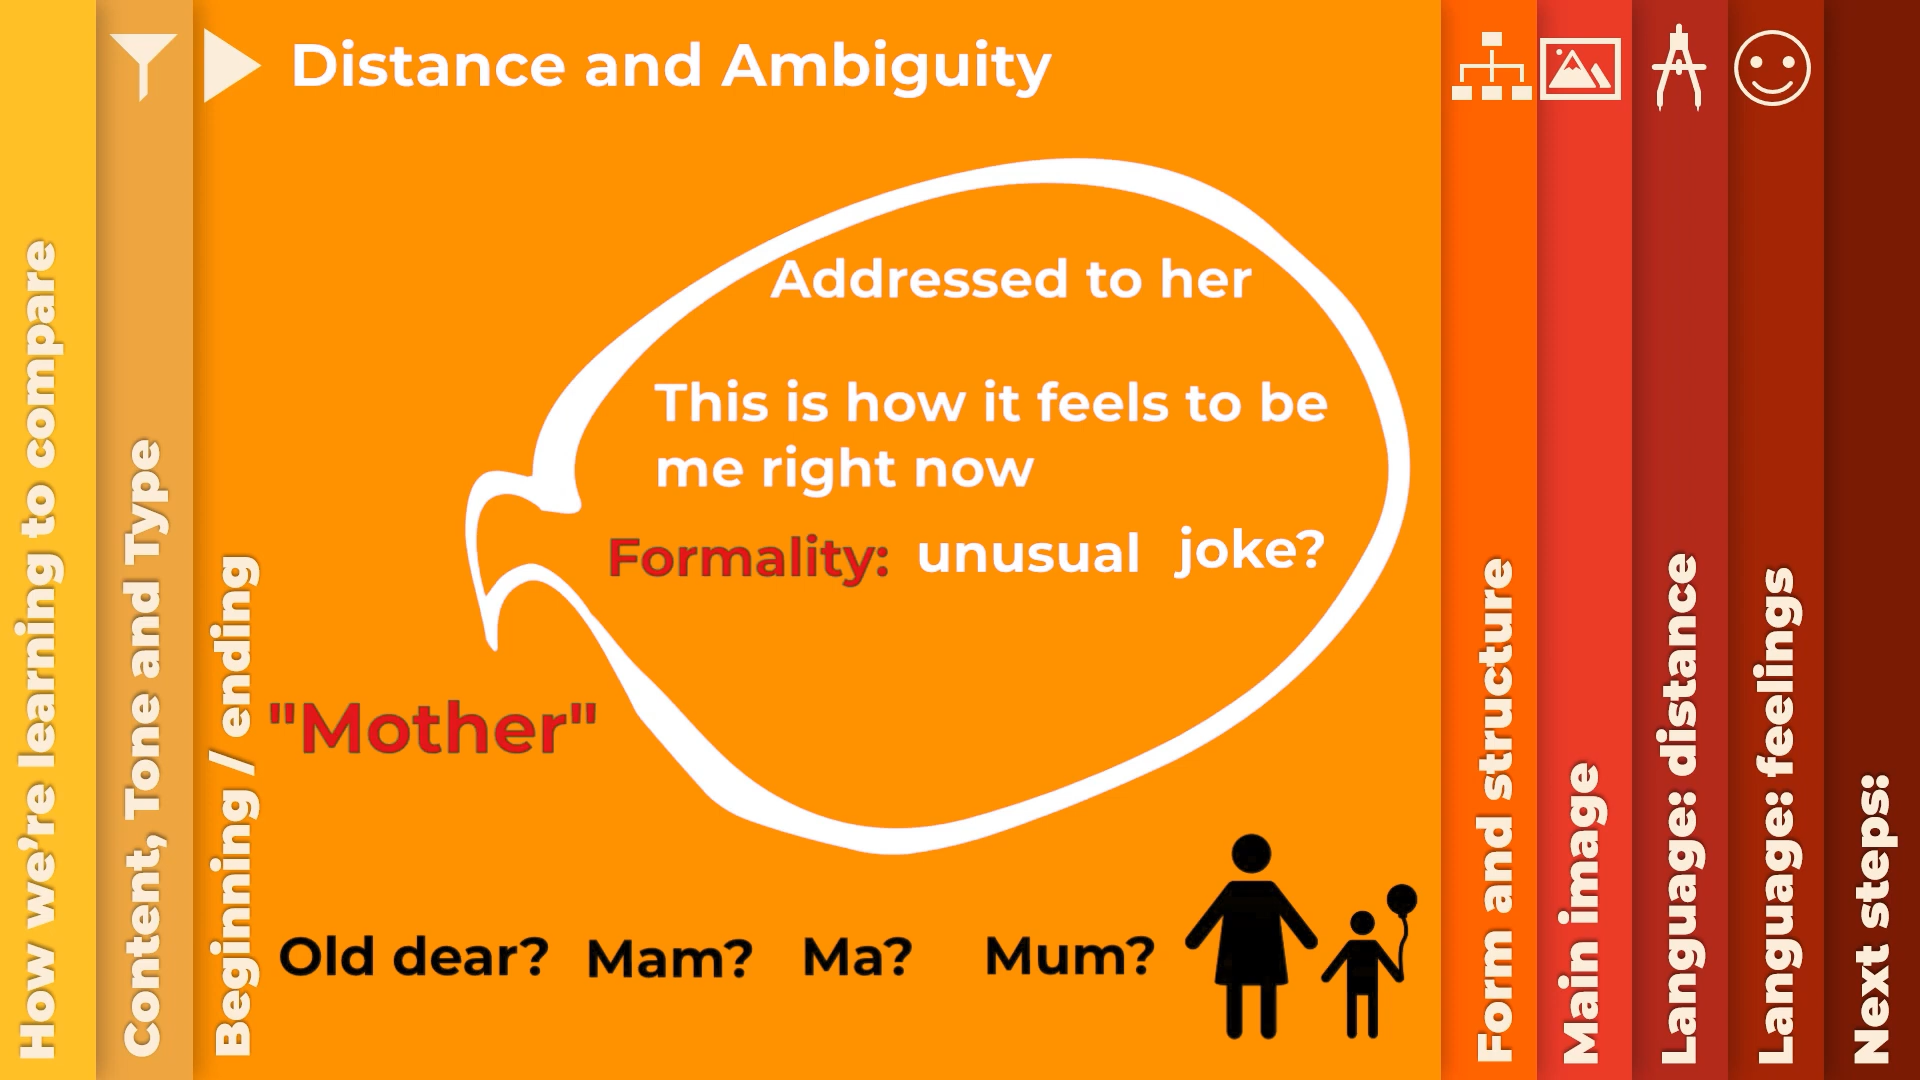 How we're learning to compare
Content, Tone and Type
Beginning / ending
Distance and Ambiguity
Addressed to her
This is how it feels to be
me right now
Formality: unusual joke?
"Mother"
Old dear? Mam? Ma? Mum?
Form and structure
Main image
Language: distance
Language: feelings
Next steps: